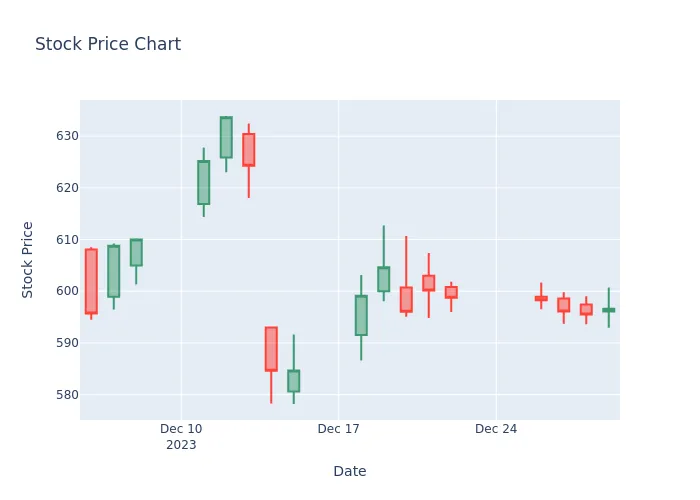 Stock Price Chart
Stock Price
630
620
610
600
590
580
Dec 10
2023
Dec 17
Dec 24
Date